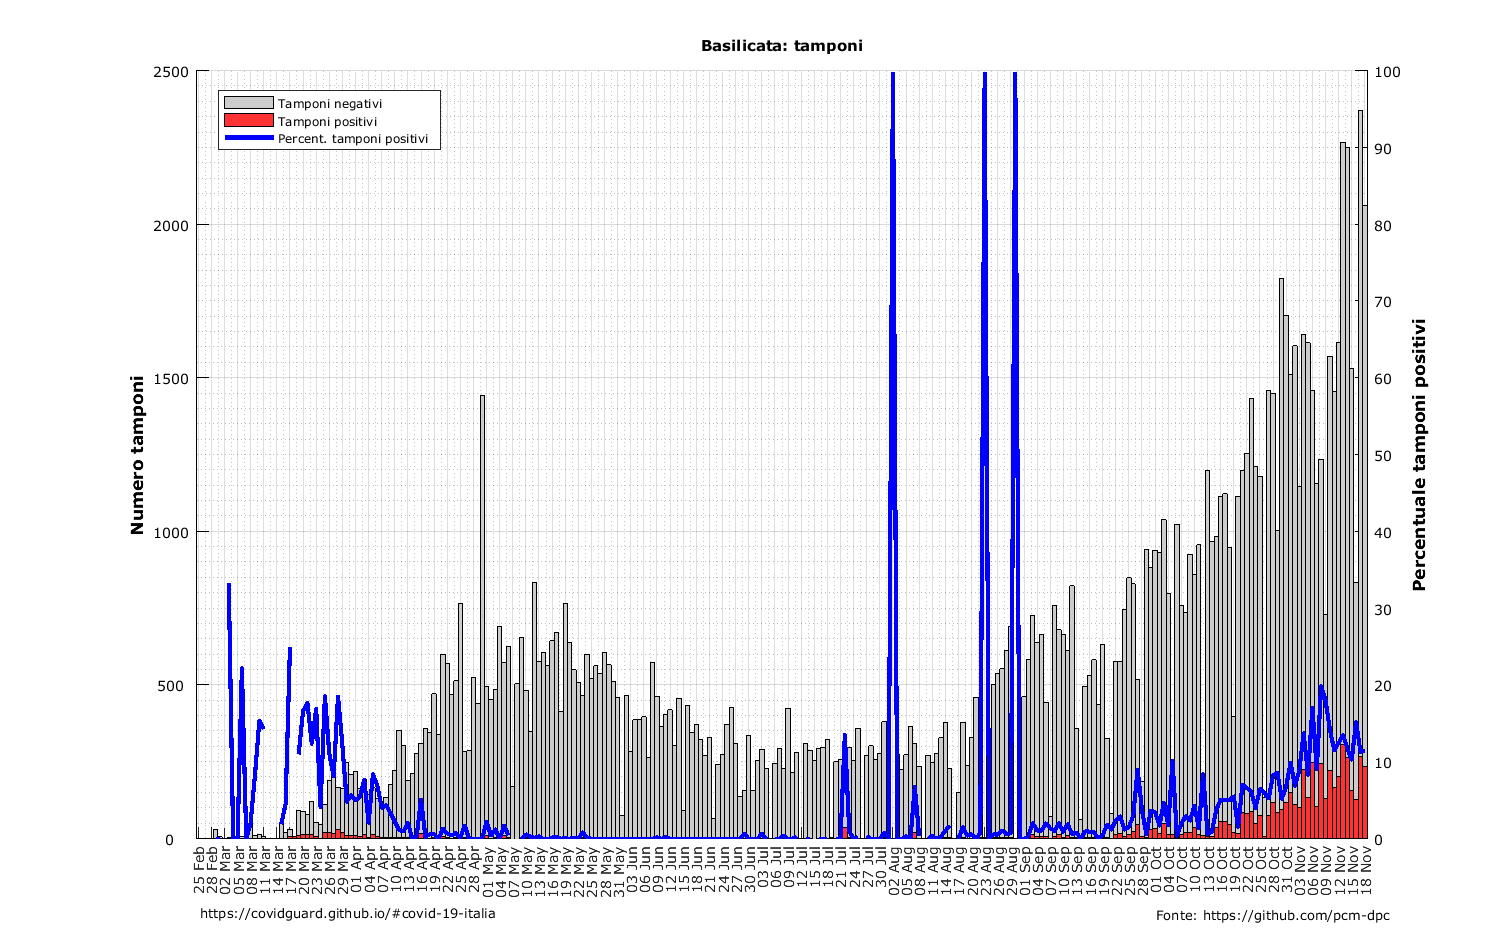 Basilicata: tamponi
Tamponi negativi
Tamponi positivi
Percent. tamponi positivi
Numero tamponi
0
500
1000
1500
2000
2500
Percentuale tamponi positivi
0
10
20
30
40
50
60
70
80
90
100
25 Feb
28 Feb
02 Mar
05 Mar
08 Mar
11 Mar
14 Mar
17 Mar
20 Mar
23 Mar
26 Mar
29 Mar
01 Apr
04 Apr
07 Apr
10 Apr
13 Apr
16 Apr
19 Apr
22 Apr
25 Apr
28 Apr
01 May
04 May
07 May
10 May
13 May
16 May
19 May
22 May
25 May
28 May
31 May
03 Jun
06 Jun
09 Jun
12 Jun
15 Jun
18 Jun
21 Jun
24 Jun
27 Jun
30 Jun
03 Jul
06 Jul
09 Jul
12 Jul
15 Jul
18 Jul
21 Jul
24 Jul
27 Jul
30 Jul
02 Aug
05 Aug
08 Aug
11 Aug
14 Aug
17 Aug
20 Aug
23 Aug
26 Aug
29 Aug
01 Sep
04 Sep
07 Sep
10 Sep
13 Sep
16 Sep
19 Sep
22 Sep
25 Sep
28 Sep
01 Oct
04 Oct
07 Oct
10 Oct
13 Oct
16 Oct
19 Oct
22 Oct
25 Oct
28 Oct
31 Oct
03 Nov
06 Nov
09 Nov
12 Nov
15 Nov
18 Nov
https://covidguard.github.io/#covid-19-italia
Fonte: https://github.com/pcm-dpc